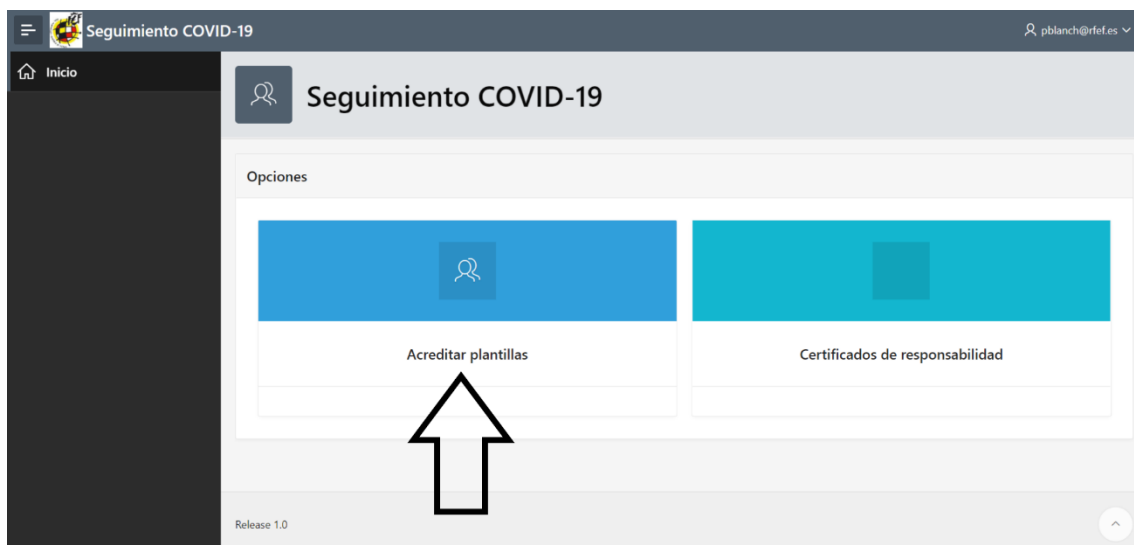 Seguimiento COVID-19
pblanch@rfef.es
Inicio
Seguimiento COVID-19
Opciones
Acreditar plantillas
Certificados de responsabilidad
Release 1.0